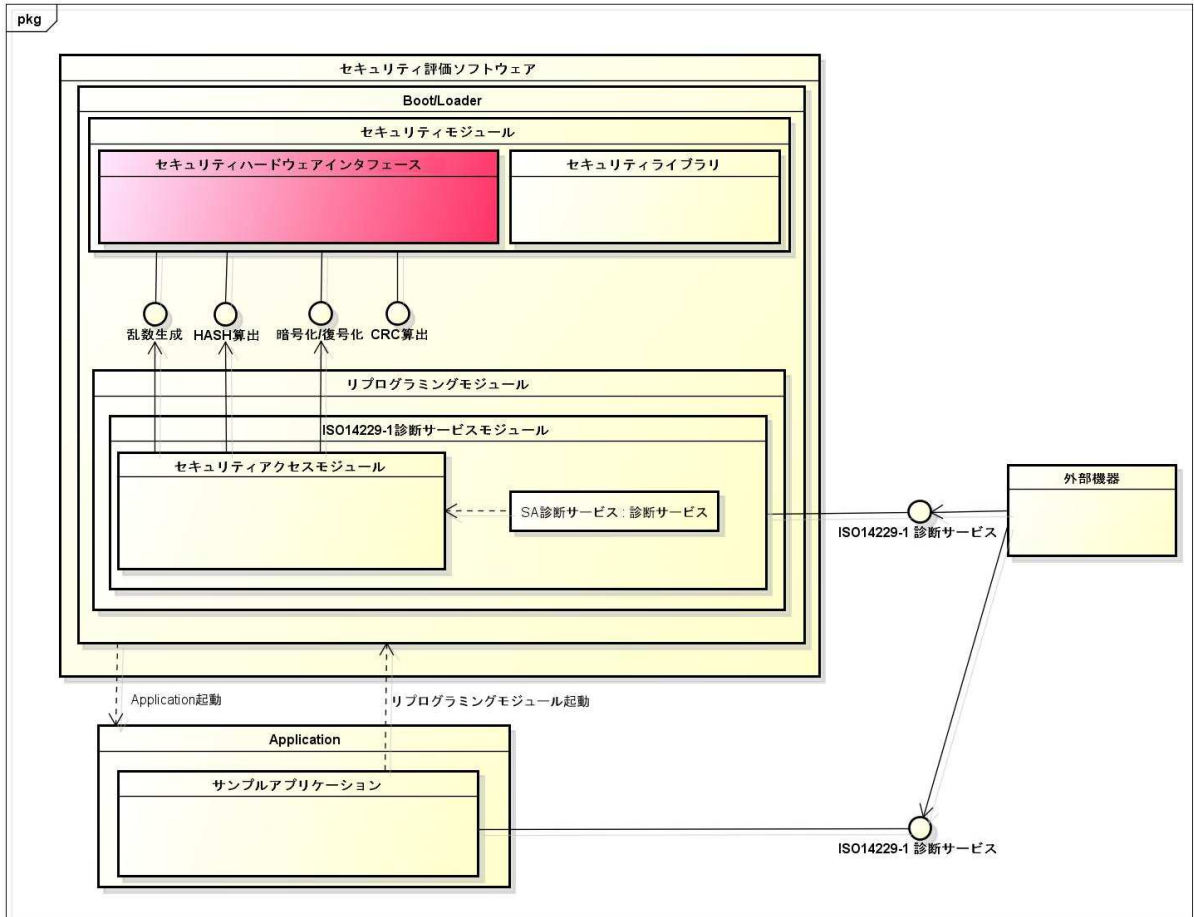 pkg
セキュリティ評価ソフトウェア
Boot/Loader
セキュリティモジュール
セキュリティハードウェアインタフェース
セキュリティライブラリ
乱数生成
HASH算出
暗号化/復号化
CRC算出
リプログラミングモジュール
ISO14229-1診断サービスモジュール
セキュリティアクセスモジュール
SA診断サービス : 診断サービス
外部機器
ISO14229-1 診断サービス
Application起動
リプログラミングモジュール起動
Application
サンプルアプリケーション
ISO14229-1 診断サービス